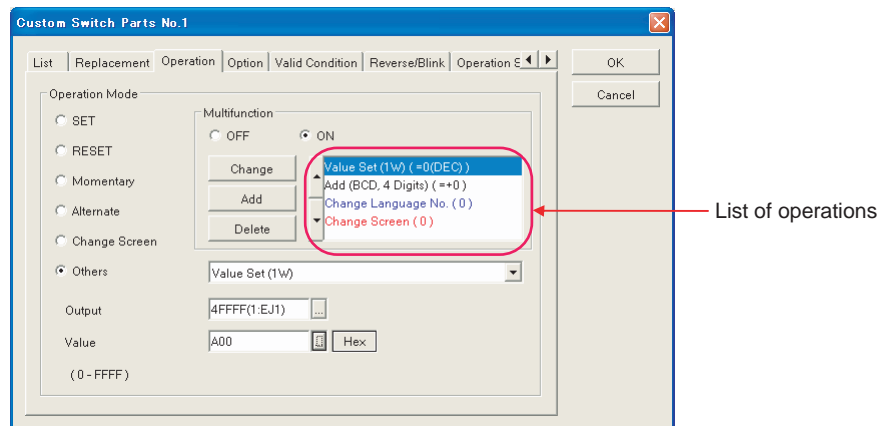 Custom Switch Parts No.1
List Replacement Operation Option Valid Condition Reverse/Blink Operation S
OK
Cancel
Operation Mode
SET
RESET
Momentary
Alternate
Change Screen
Others
Multifunction
OFF ON
Change
Add
Delete
Value Set (1W) ( =0(DEC) )
Add (BCD, 4 Digits) ( =+0 )
Change Language No. ( 0 )
Change Screen ( 0 )
List of operations
Value Set (1W)
Output 4FFFF(1:EJ1) ...
Value A00 Hex
( 0 - FFFF )